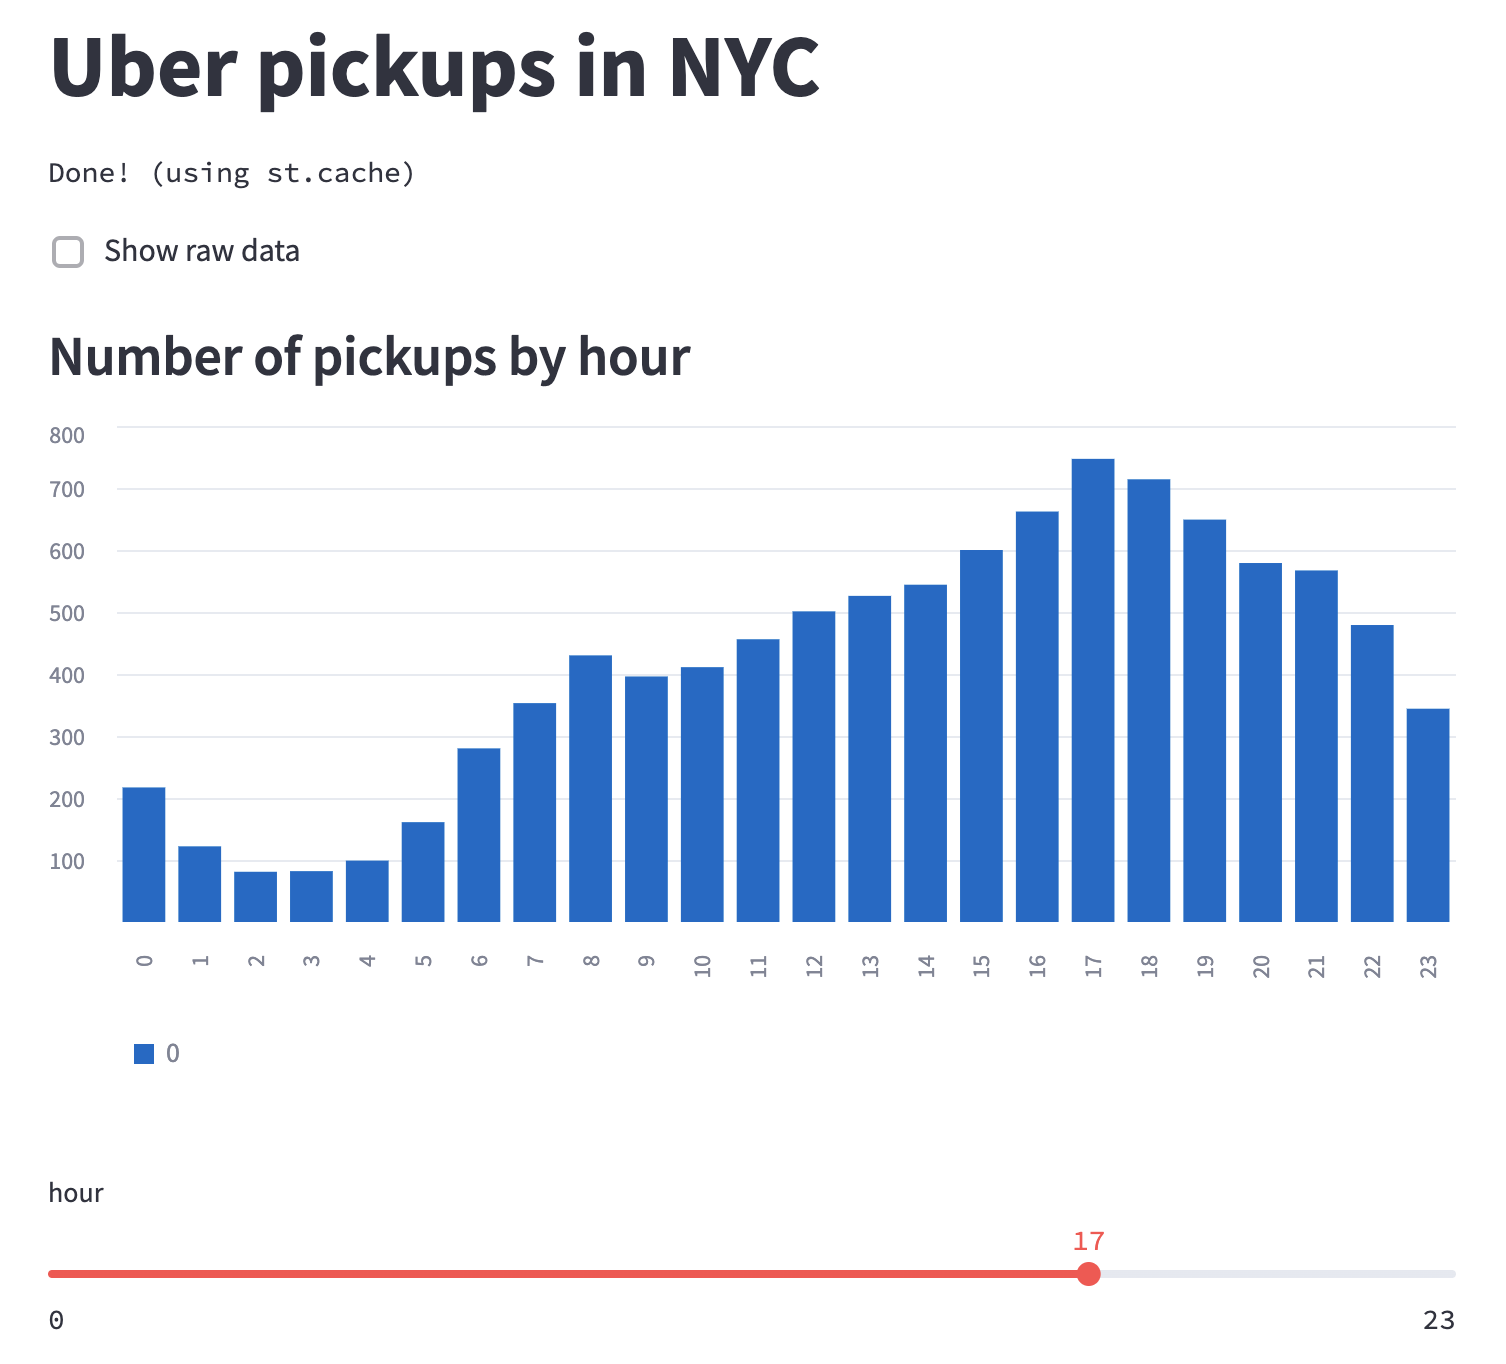 Uber pickups in NYC
Done! (using st.cache)
Show raw data
Number of pickups by hour
800
700
600
500
400
300
200
100
0 1 2 3 4 5 6 7 8 9 10 11 12 13 14 15 16 17 18 19 20 21 22 23
0
hour
17
0 23